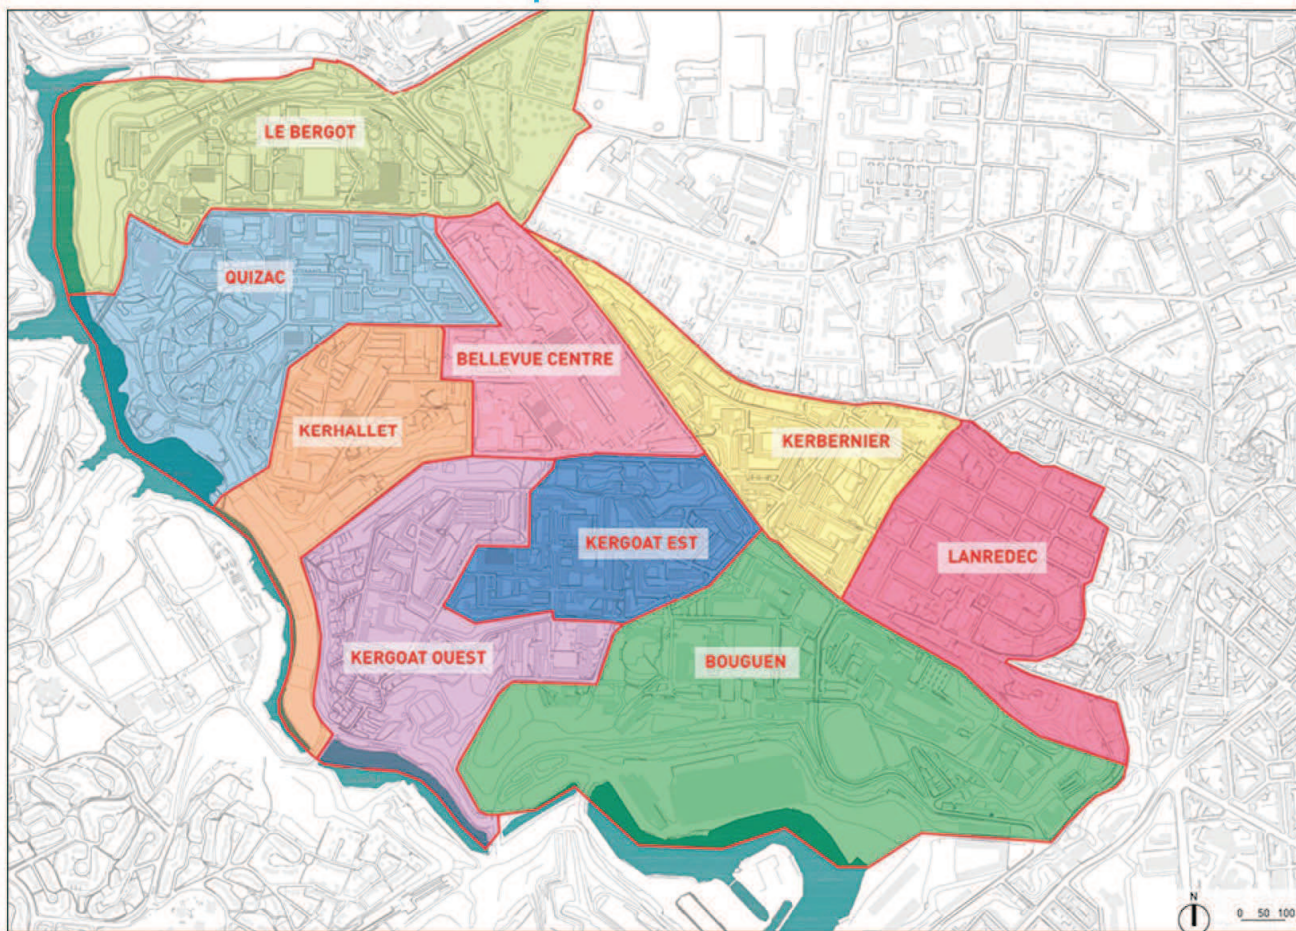 LE BERGOT
QUIZAC
BELLEVUE CENTRE
KERHALLET
KERBERNIER
KERGOAT EST
LANREDEC
KERGOAT OUEST
BOUGUEN
N
0 50 100